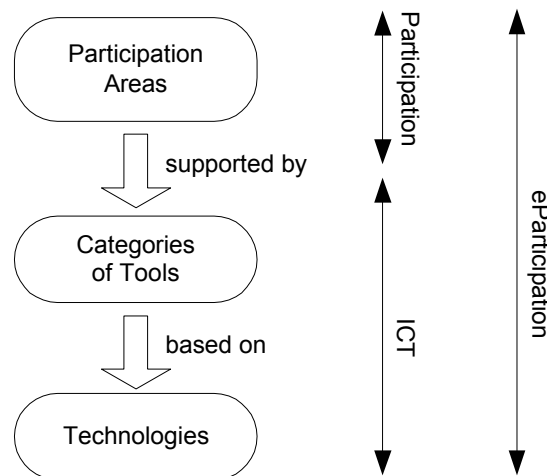 Participation
Areas
supported by
Categories
of Tools
based on
Technologies
Participation
ICT
eParticipation